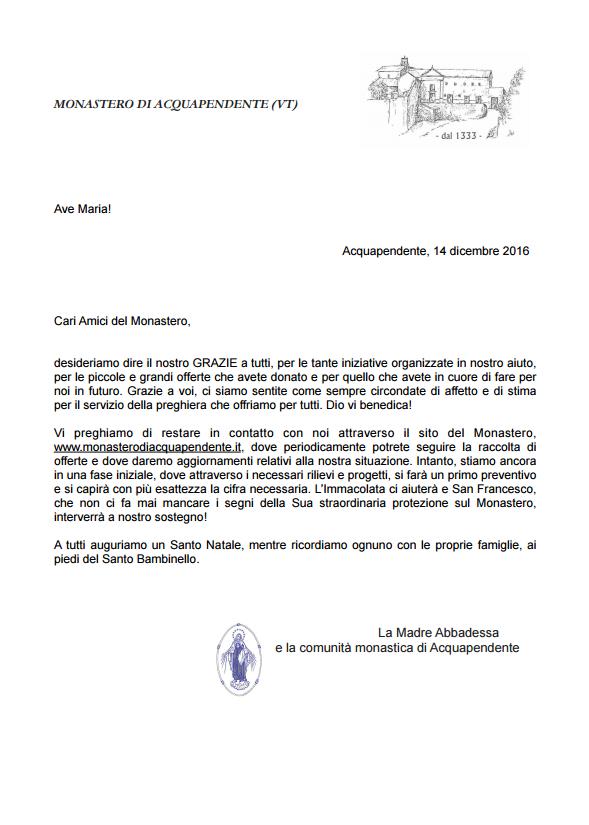 MONASTERO DI ACQUAPENDENTE (VT)
- dal 1333 -
Ave Maria!
Acquapendente, 14 dicembre 2016
Cari Amici del Monastero,
desideriamo dire il nostro GRAZIE a tutti, per le tante iniziative organizzate in nostro aiuto,
per le piccole e grandi offerte che avete donato e per quello che avete in cuore di fare per
noi in futuro. Grazie a voi, ci siamo sentite come sempre circondate di affetto e di stima
per il servizio della preghiera che offriamo per tutti. Dio vi benedica!
Vi preghiamo di restare in contatto con noi attraverso il sito del Monastero,
www.monasterodiacquapendente.it, dove periodicamente potrete seguire la raccolta di
offerte e dove daremo aggiornamenti relativi alla nostra situazione. Intanto, stiamo ancora
in una fase iniziale, dove attraverso i necessari rilievi e progetti, si farà un primo preventivo
e si capirà con più esattezza la cifra necessaria. L'Immacolata ci aiuterà e San Francesco,
che non ci fa mai mancare i segni della Sua straordinaria protezione sul Monastero,
interverrà a nostro sostegno!
A tutti auguriamo un Santo Natale, mentre ricordiamo ognuno con le proprie famiglie, ai
piedi del Santo Bambinello.
La Madre Abbadessa
e la comunità monastica di Acquapendente